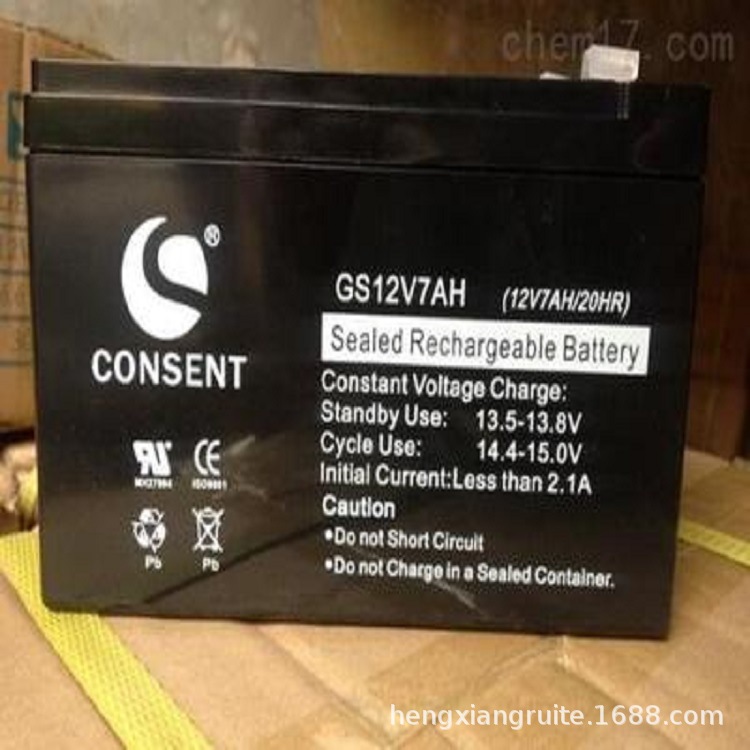 chem17.com
®
CONSENT
GS12V7AH (12V7AH/20HR)
Sealed Rechargeable Battery
Constant Voltage Charge:
Standby Use: 13.5-13.8V
Cycle Use: 14.4-15.0V
Initial Current:Less than 2.1A
Caution
•Do not Short Circuit
•Do not Charge in a Sealed Container.
CE
ISO9001
Pb Pb
hengxiangruite.1688.com